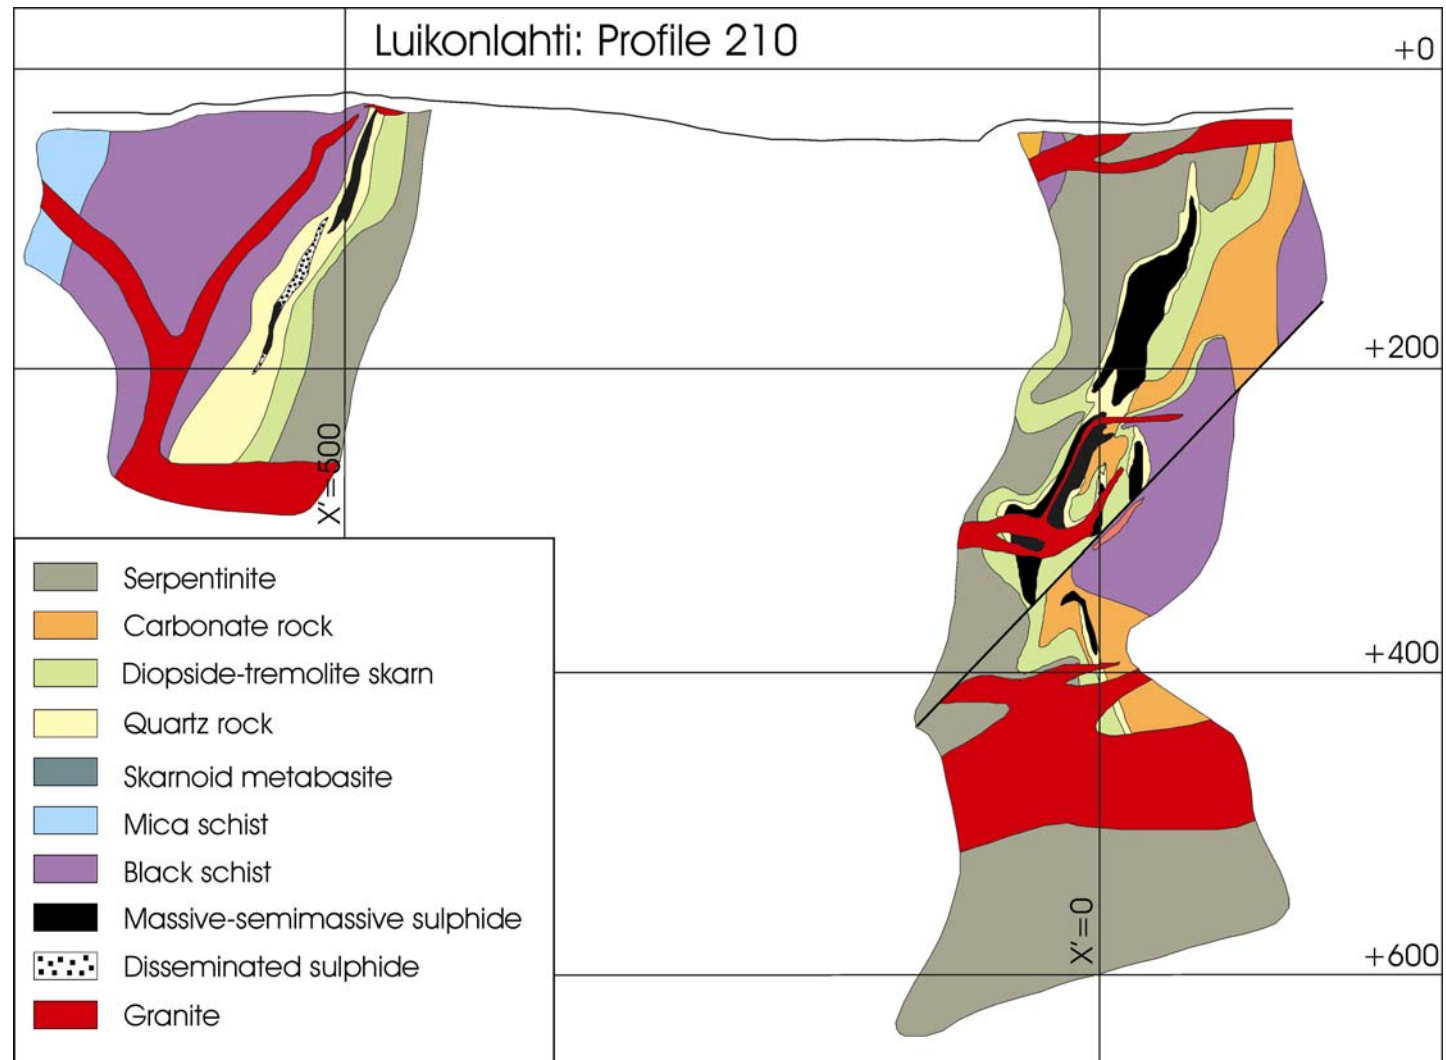 Luikonlahti: Profile 210
+0
+200
X'=500
Serpentinite
Carbonate rock
Diopside-tremolite skarn
Quartz rock
Skarnoid metabasite
Mica schist
Black schist
Massive-semimassive sulphide
Disseminated sulphide
Granite
+400
X'=0
+600